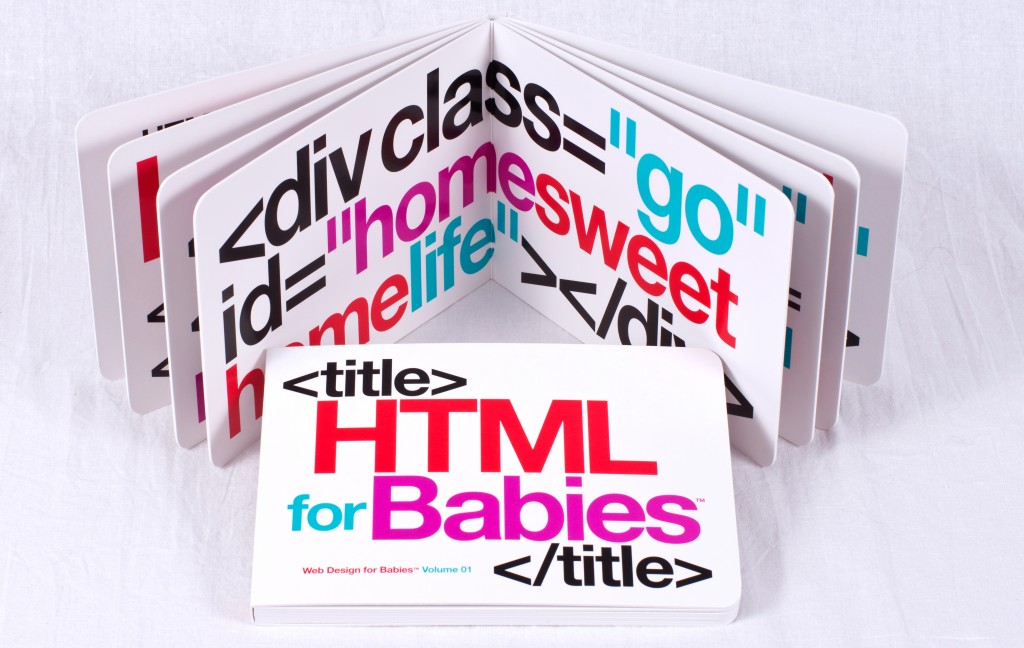 <div class="go"
id="homesweet
homelife"></div>
<title>
HTML
for Babies™
</title>
Web Design for Babies™ Volume 01